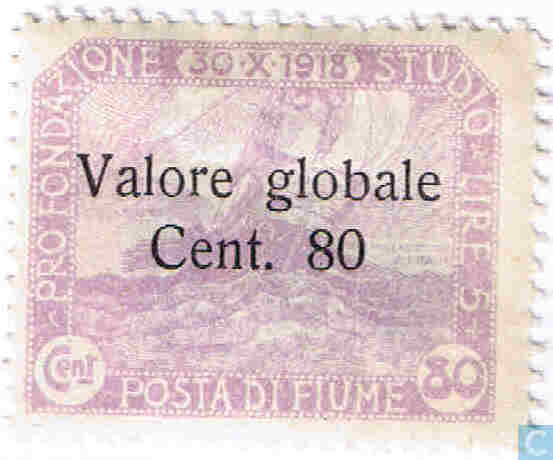 PRO FONDAZIONE 30·X·1918 STUDIO LIRE 5
Valore globale
Cent. 80
Cent POSTA DI FIUME 80
C